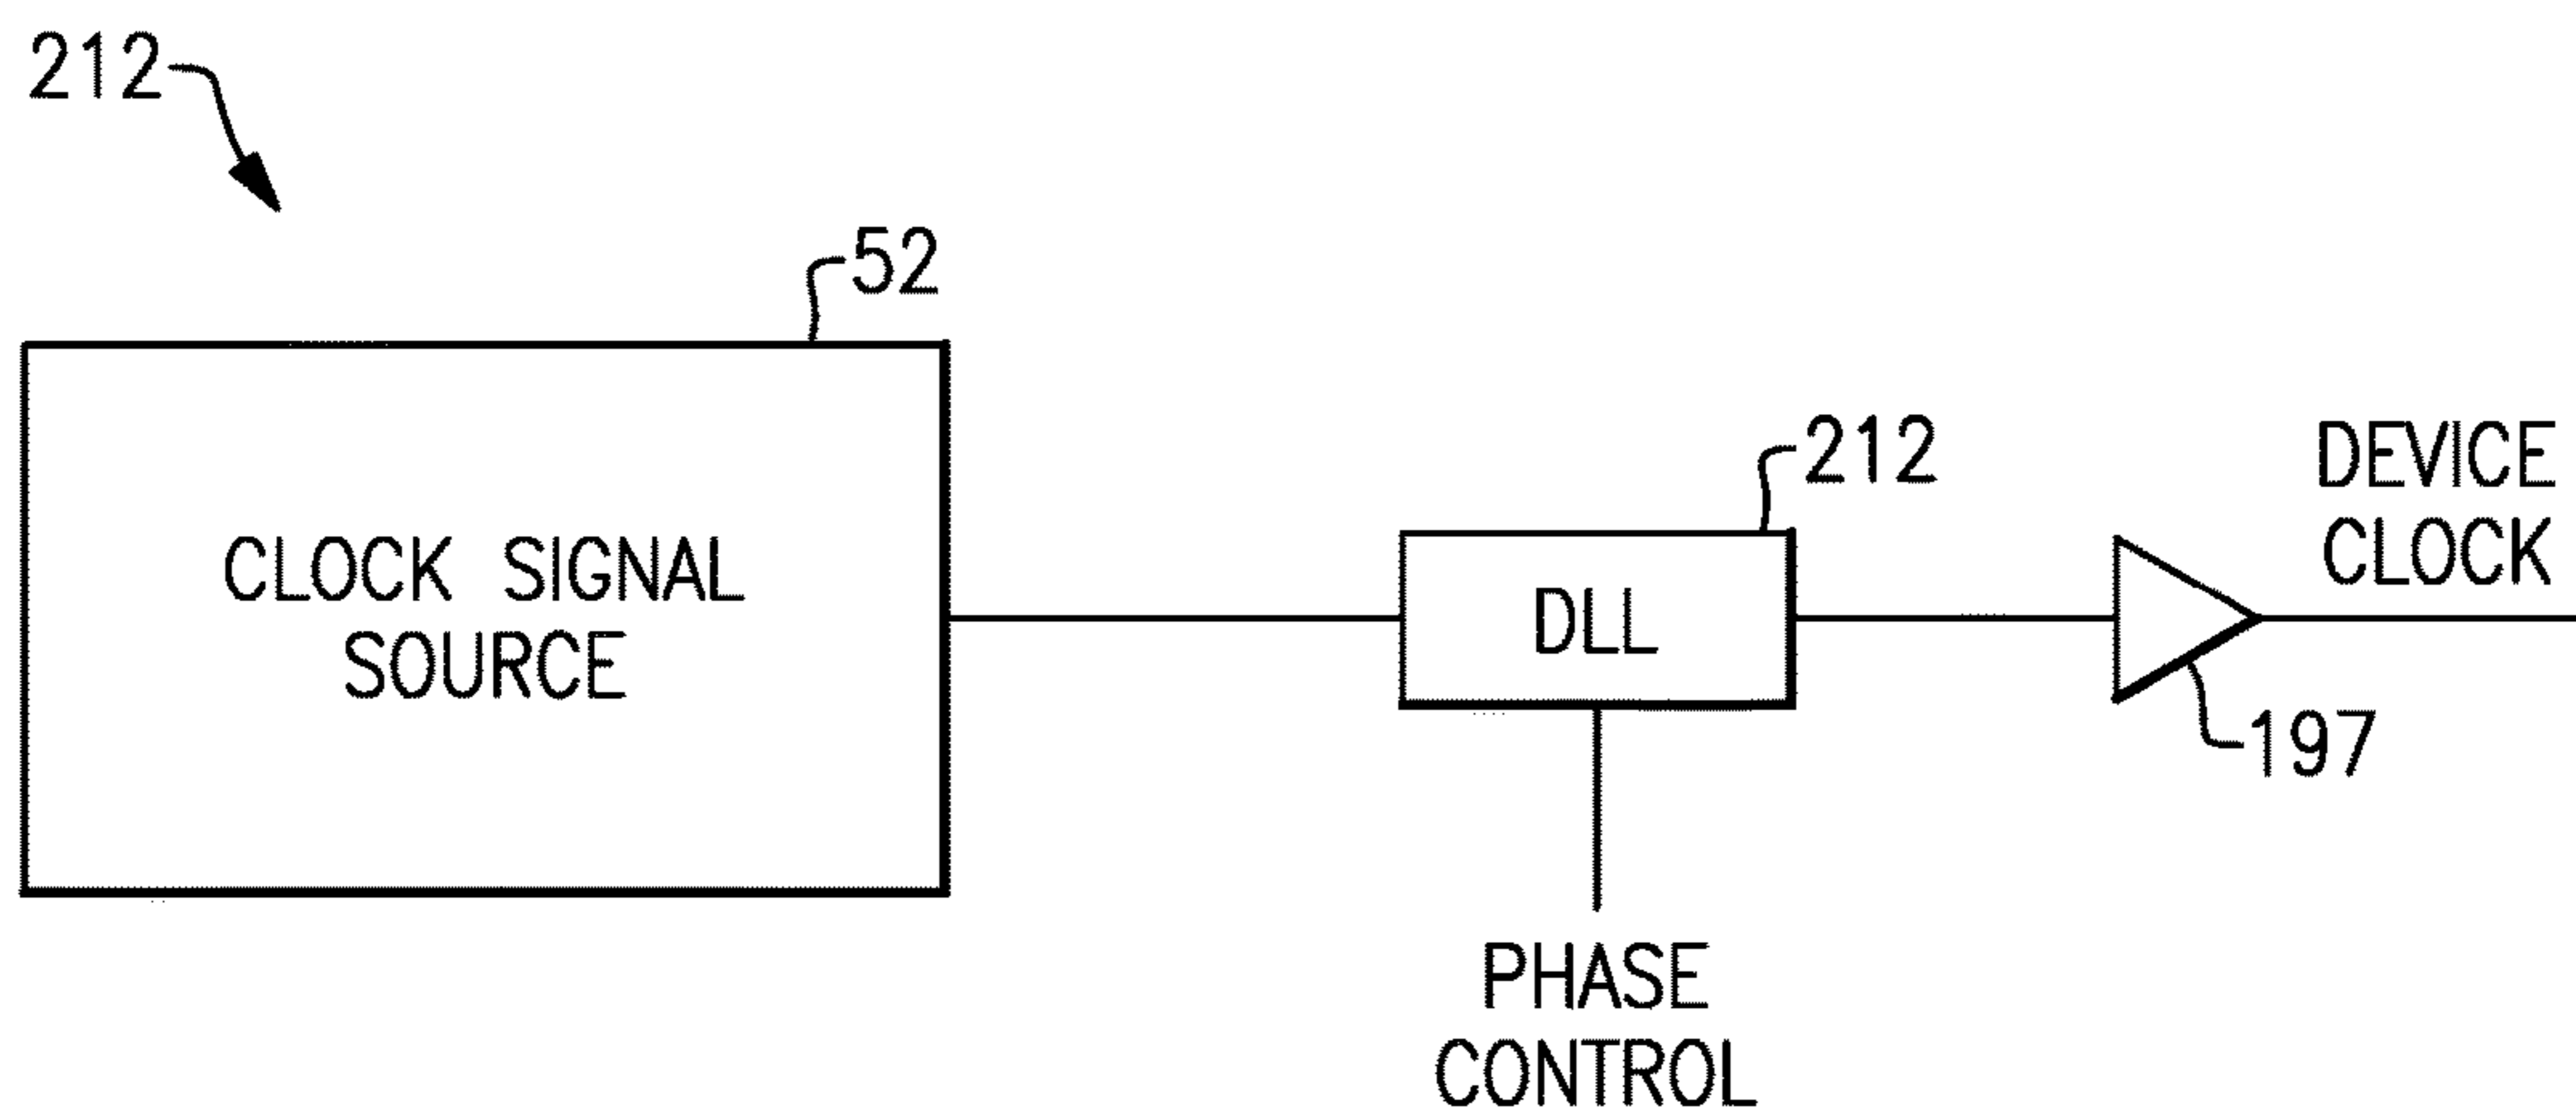 212
52
CLOCK SIGNAL
SOURCE
212
DLL
DEVICE
CLOCK
197
PHASE
CONTROL